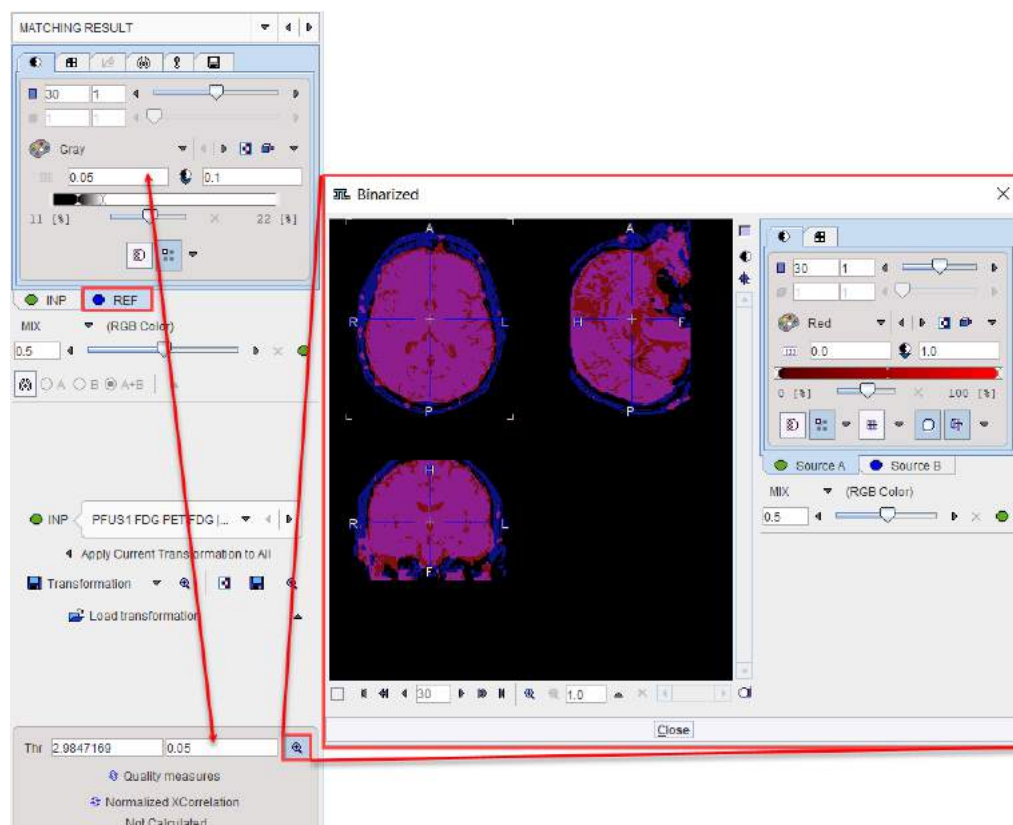 MATCHING RESULT
30 1
1 1
Gray
0.05 0.1
11 [%] 22 [%]
INP REF
MIX (RGB Color)
0.5
A B A+B
INP PFUS1 FDG PET FDG |...
Apply Current Transformation to All
Transformation
Load transformation
Thr 2.9847169 0.05
Quality measures
Normalized XCorrelation
Not Calculated
Binarized
A A
R L H F
P P
H
R L
F
30 1.0
Close
30 1
1 1
Red
0.0 1.0
0 [%] 100 [%]
Source A Source B
MIX (RGB Color)
0.5